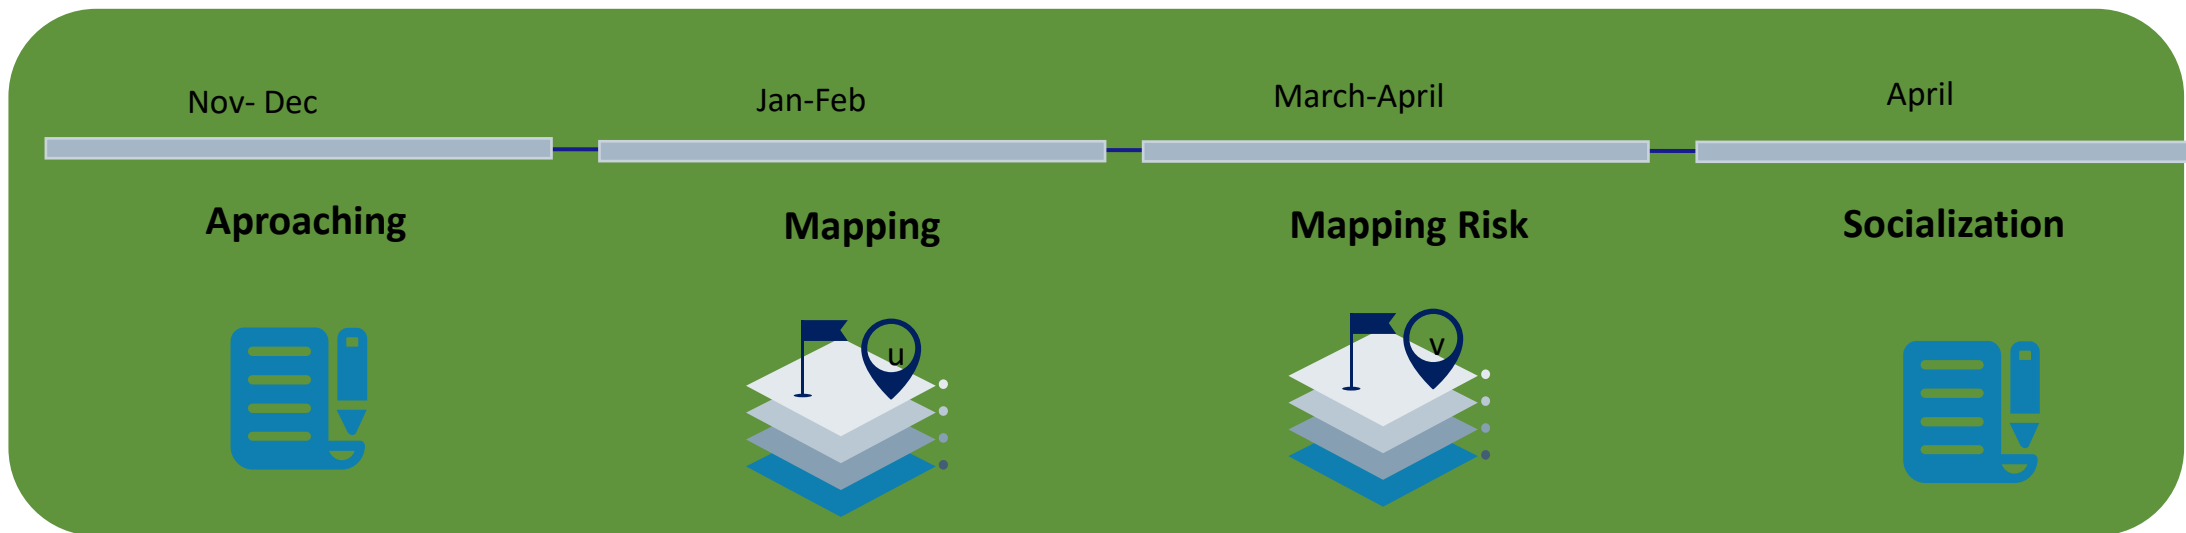 Nov- Dec
Jan-Feb
March-April
April
Aproaching
Mapping
Mapping Risk
Socialization
u
v